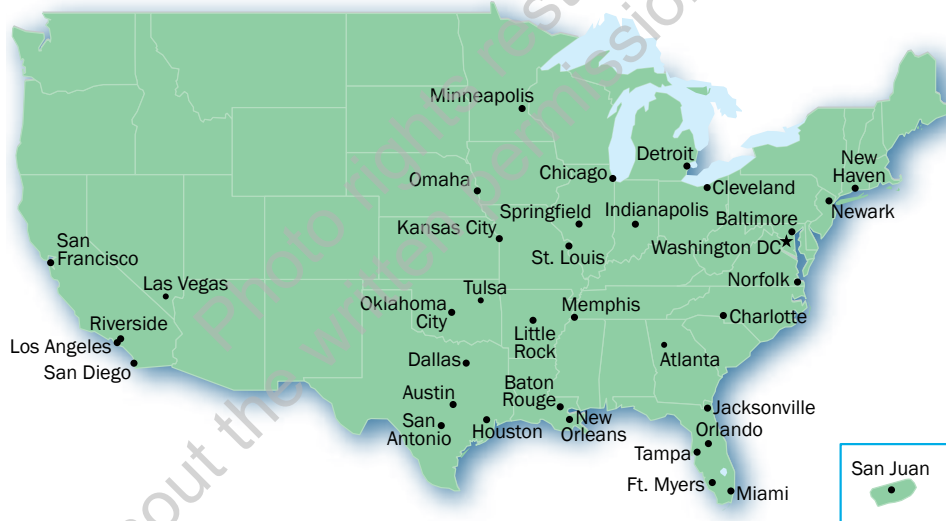 Photo rights res
out the written permission
Minneapolis
Detroit
New
Haven
Omaha
Chicago
Cleveland
Newark
Springfield
Indianapolis
Baltimore
Kansas City
St. Louis
Washington DC
San
Francisco
Las Vegas
Tulsa
Norfolk
Oklahoma
City
Memphis
Charlotte
Riverside
Los Angeles
San Diego
Little
Rock
Atlanta
Dallas
Austin
Baton
Rouge
San
Antonio
Houston
New
Orleans
Jacksonville
Orlando
Tampa
Ft. Myers
Miami
San Juan